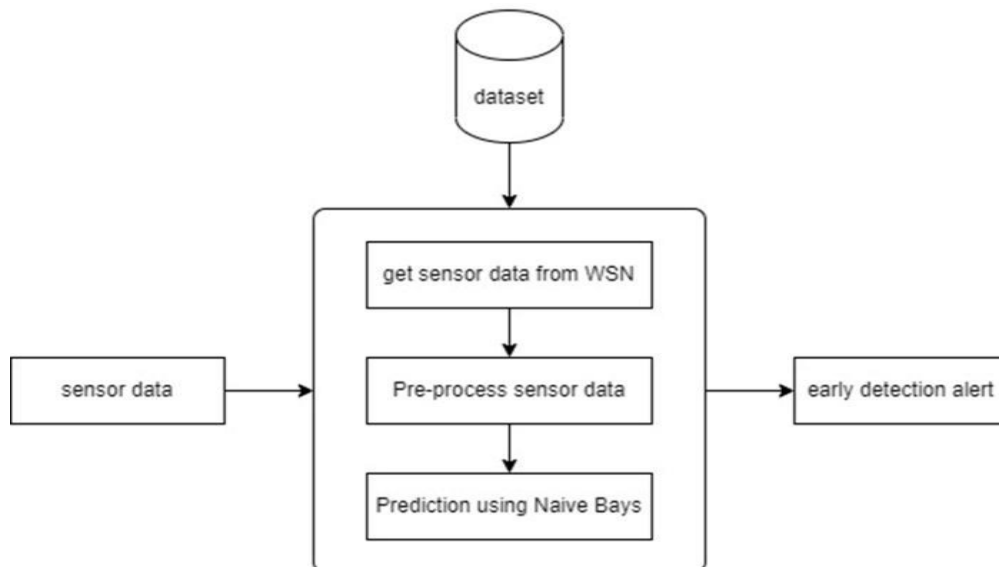 dataset
get sensor data from WSN
sensor data
Pre-process sensor data
early detection alert
Prediction using Naive Bays